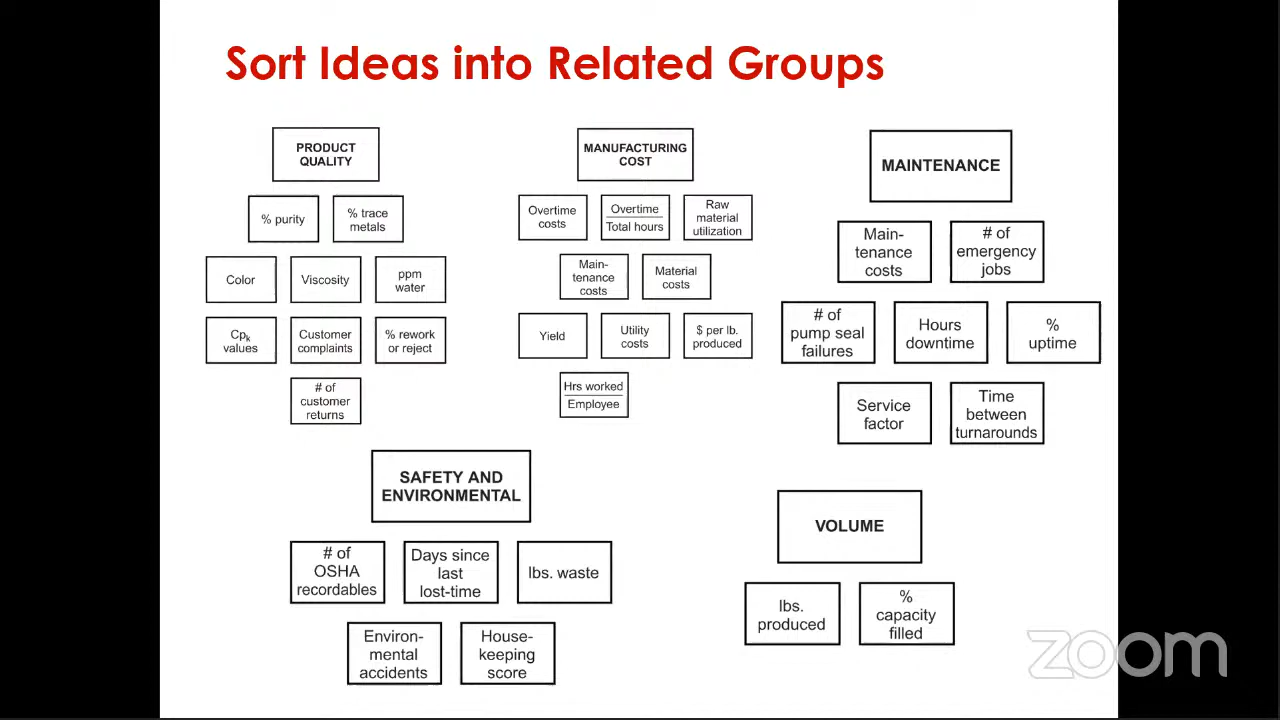 Sort Ideas into Related Groups
PRODUCT
QUALITY
% purity
% trace
metals
Color
Viscosity
ppm
water
Cpk
values
Customer
complaints
% rework
or reject
# of
customer
returns
MANUFACTURING
COST
Overtime
costs
Overtime
Total hours
Raw
material
utilization
Main-
tenance
costs
Material
costs
Yield
Utility
costs
$ per lb.
produced
Hrs worked
Employee
MAINTENANCE
Main-
tenance
costs
# of
emergency
jobs
# of
pump seal
failures
Hours
downtime
%
uptime
Service
factor
Time
between
turnarounds
SAFETY AND
ENVIRONMENTAL
# of
OSHA
recordables
Days since
last
lost-time
lbs. waste
Environ-
mental
accidents
House-
keeping
score
VOLUME
lbs.
produced
%
capacity
filled
zoom